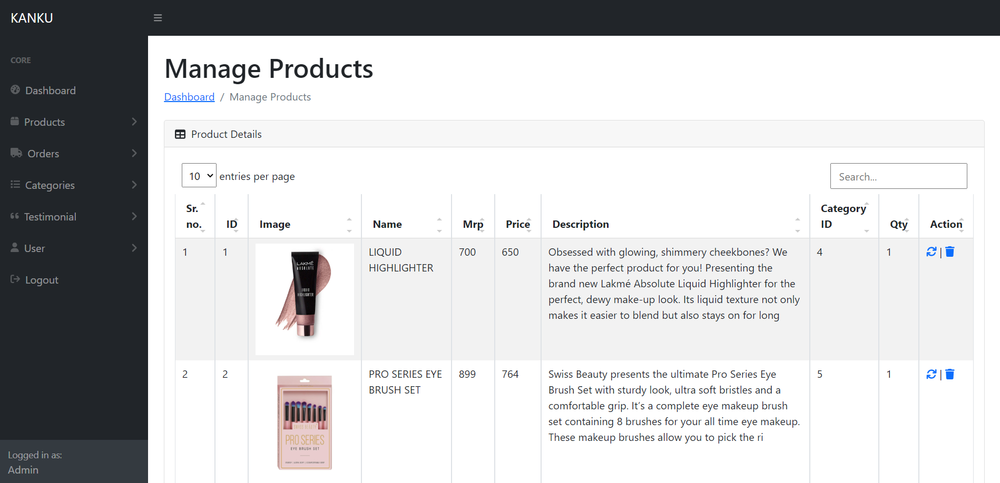 KANKU
CORE
Dashboard
Products
Orders
Categories
Testimonial
User
Logout
Logged in as:
Admin
Manage Products
Dashboard / Manage Products
Product Details
10 entries per page
Search...
Sr. no. ID Image Name Mrp Price Description Category ID Qty Action
1 1 LIQUID HIGHLIGHTER 700 650 Obsessed with glowing, shimmery cheekbones? We 4 1 |
have the perfect product for you! Presenting the
brand new Lakmé Absolute Liquid Highlighter for the
perfect, dewy make-up look. Its liquid texture not only
makes it easier to blend but also stays on for long
LAKMÉ
ABSOLUTE
LIQUID
HIGHLIGHTER
2 2 PRO SERIES EYE BRUSH SET 899 764 Swiss Beauty presents the ultimate Pro Series Eye 5 1 |
Brush Set with sturdy look, ultra soft bristles and a
comfortable grip. It’s a complete eye makeup brush
set containing 8 brushes for your all time eye makeup.
These makeup brushes allow you to pick the ri
SWISS BEAUTY
PRO SERIES
EYE BRUSH SET